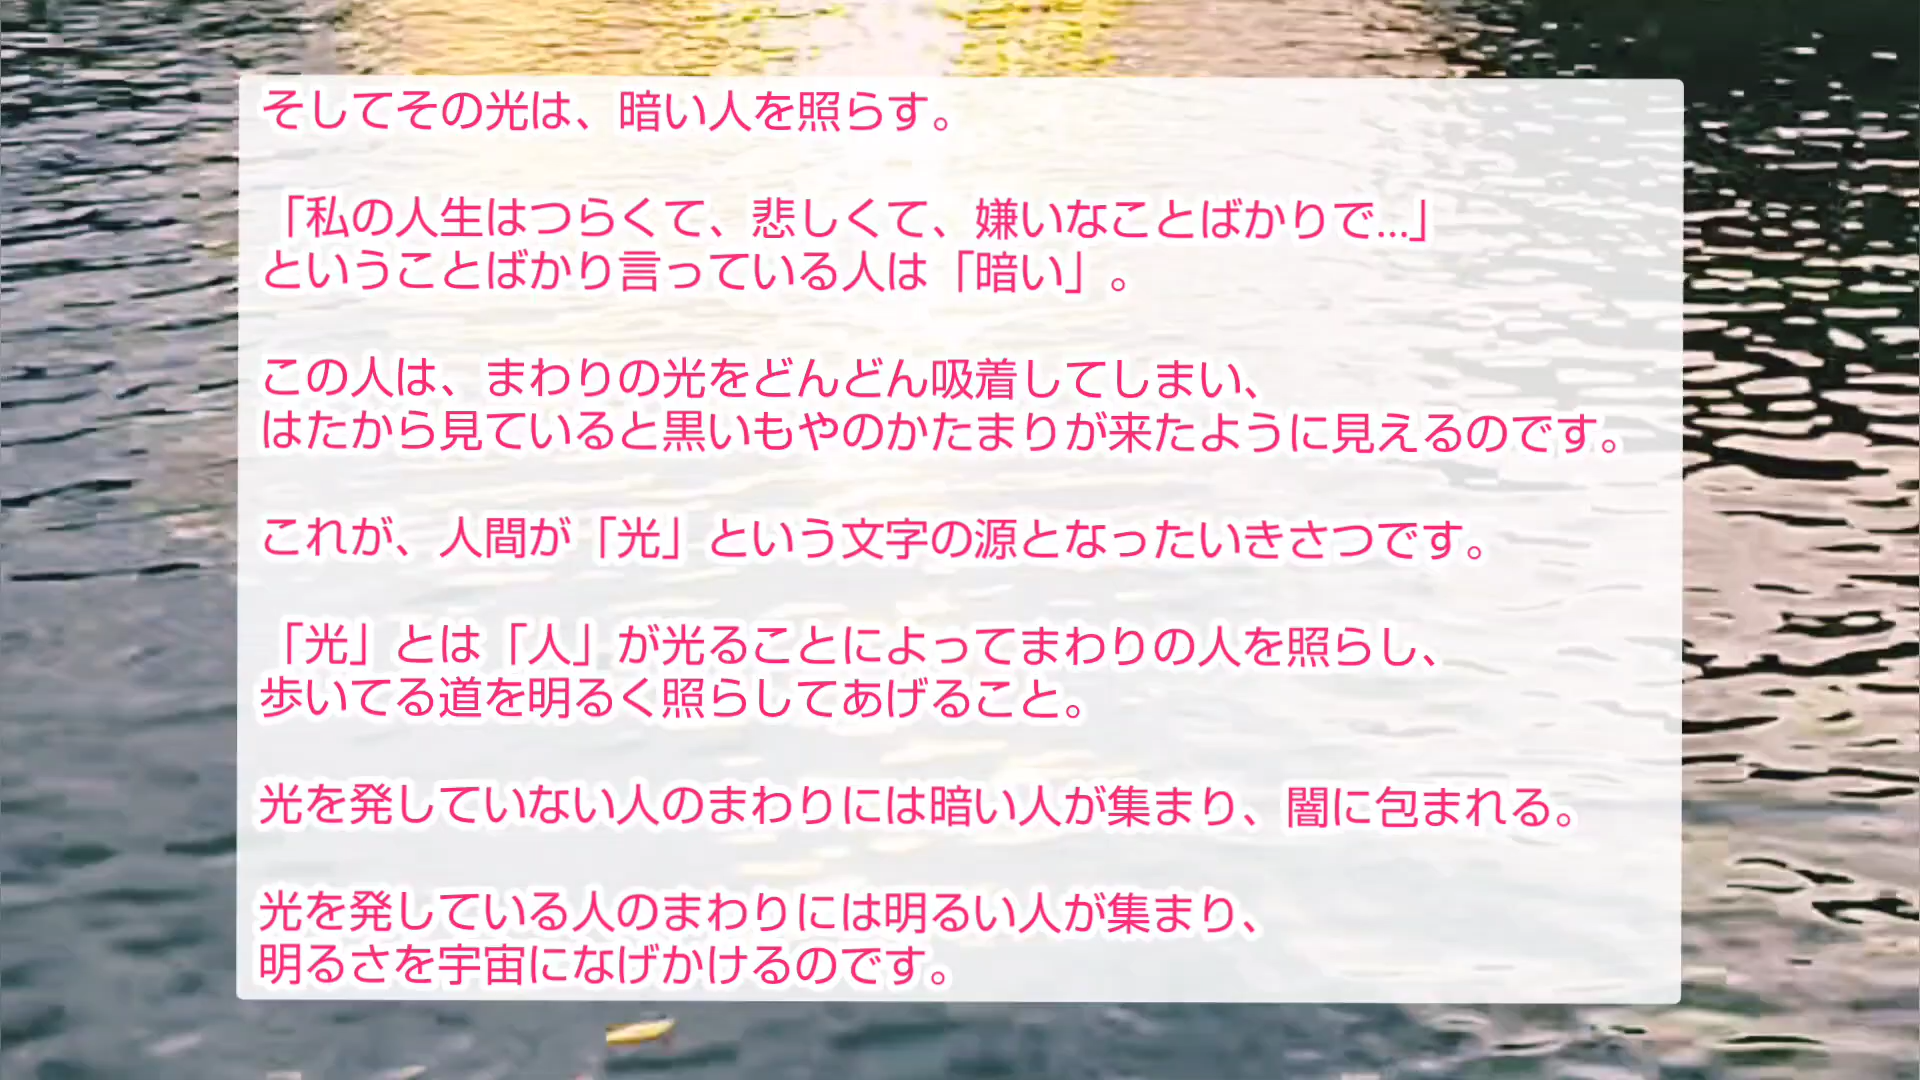 そしてその光は、暗い人を照らす。
「私の人生はつらくて、悲しくて、嫌いなことばかりで...」
ということばかり言っている人は「暗い」。
この人は、まわりの光をどんどん吸着してしまい、
はたから見ていると黒いもやのかたまりが来たように見えるのです。
これが、人間が「光」という文字の源となったいきさつです。
「光」とは「人」が光ることによってまわりの人を照らし、
歩いてる道を明るく照らしてあげること。
光を発していない人のまわりには暗い人が集まり、闇に包まれる。
光を発している人のまわりには明るい人が集まり、
明るさを宇宙になげかけるのです。